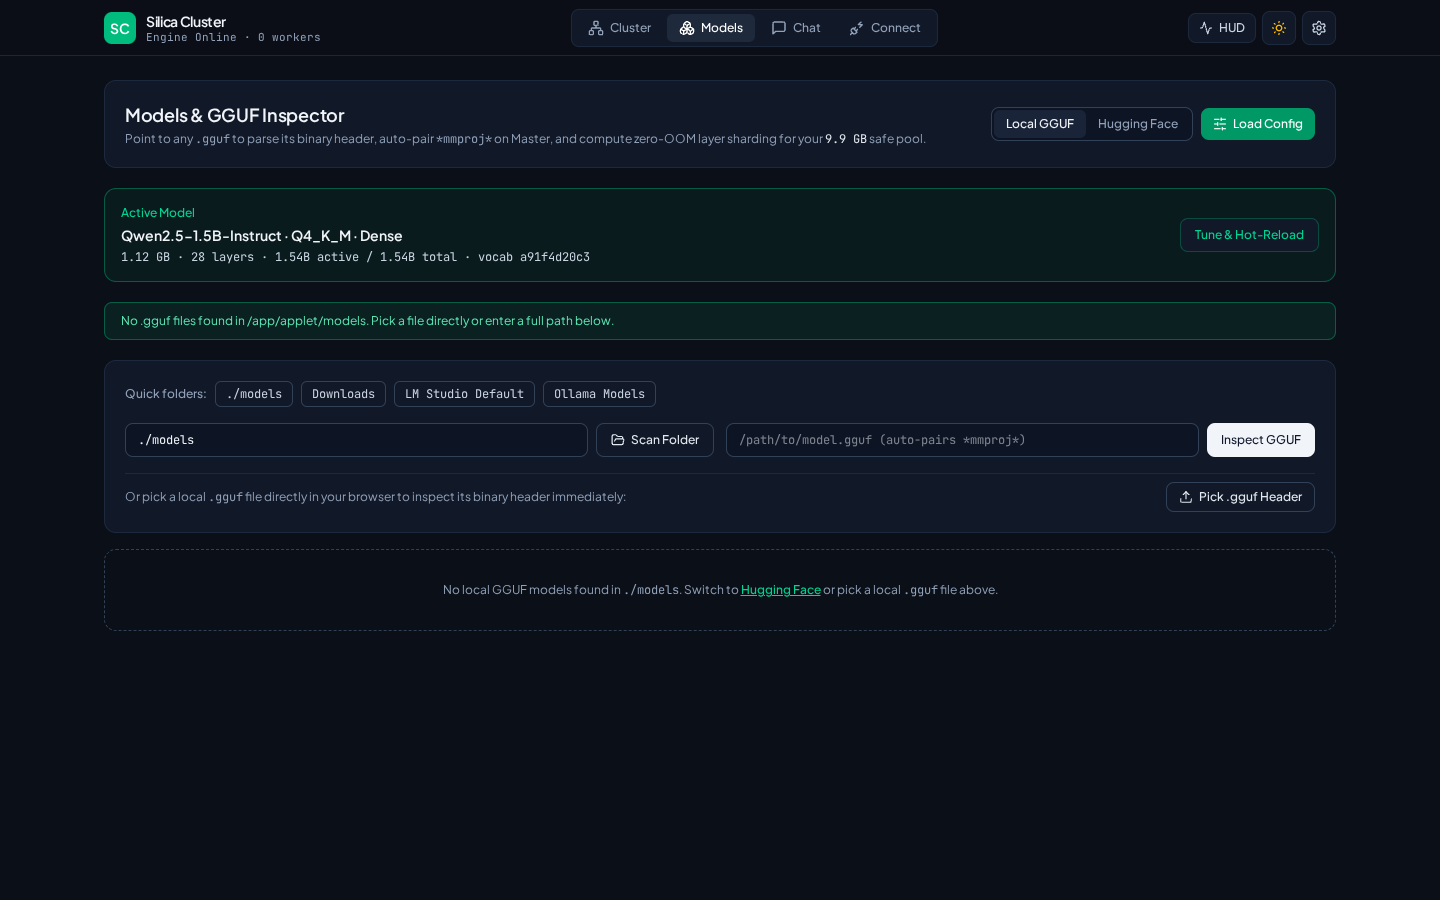 SC
Silica Cluster
Engine Online · 0 workers
Cluster
Models
Chat
Connect
HUD
Models & GGUF Inspector
Point to any .gguf to parse its binary header, auto-pair *mmproj* on Master, and compute zero-OOM layer sharding for your 9.9 GB safe pool.
Local GGUF
Hugging Face
Load Config
Active Model
Qwen2.5-1.5B-Instruct · Q4_K_M · Dense
1.12 GB · 28 layers · 1.54B active / 1.54B total · vocab a91f4d20c3
Tune & Hot-Reload
No .gguf files found in /app/applet/models. Pick a file directly or enter a full path below.
Quick folders:
./models
Downloads
LM Studio Default
Ollama Models
./models
Scan Folder
/path/to/model.gguf (auto-pairs *mmproj*)
Inspect GGUF
Or pick a local .gguf file directly in your browser to inspect its binary header immediately:
Pick .gguf Header
No local GGUF models found in ./models. Switch to Hugging Face or pick a local .gguf file above.